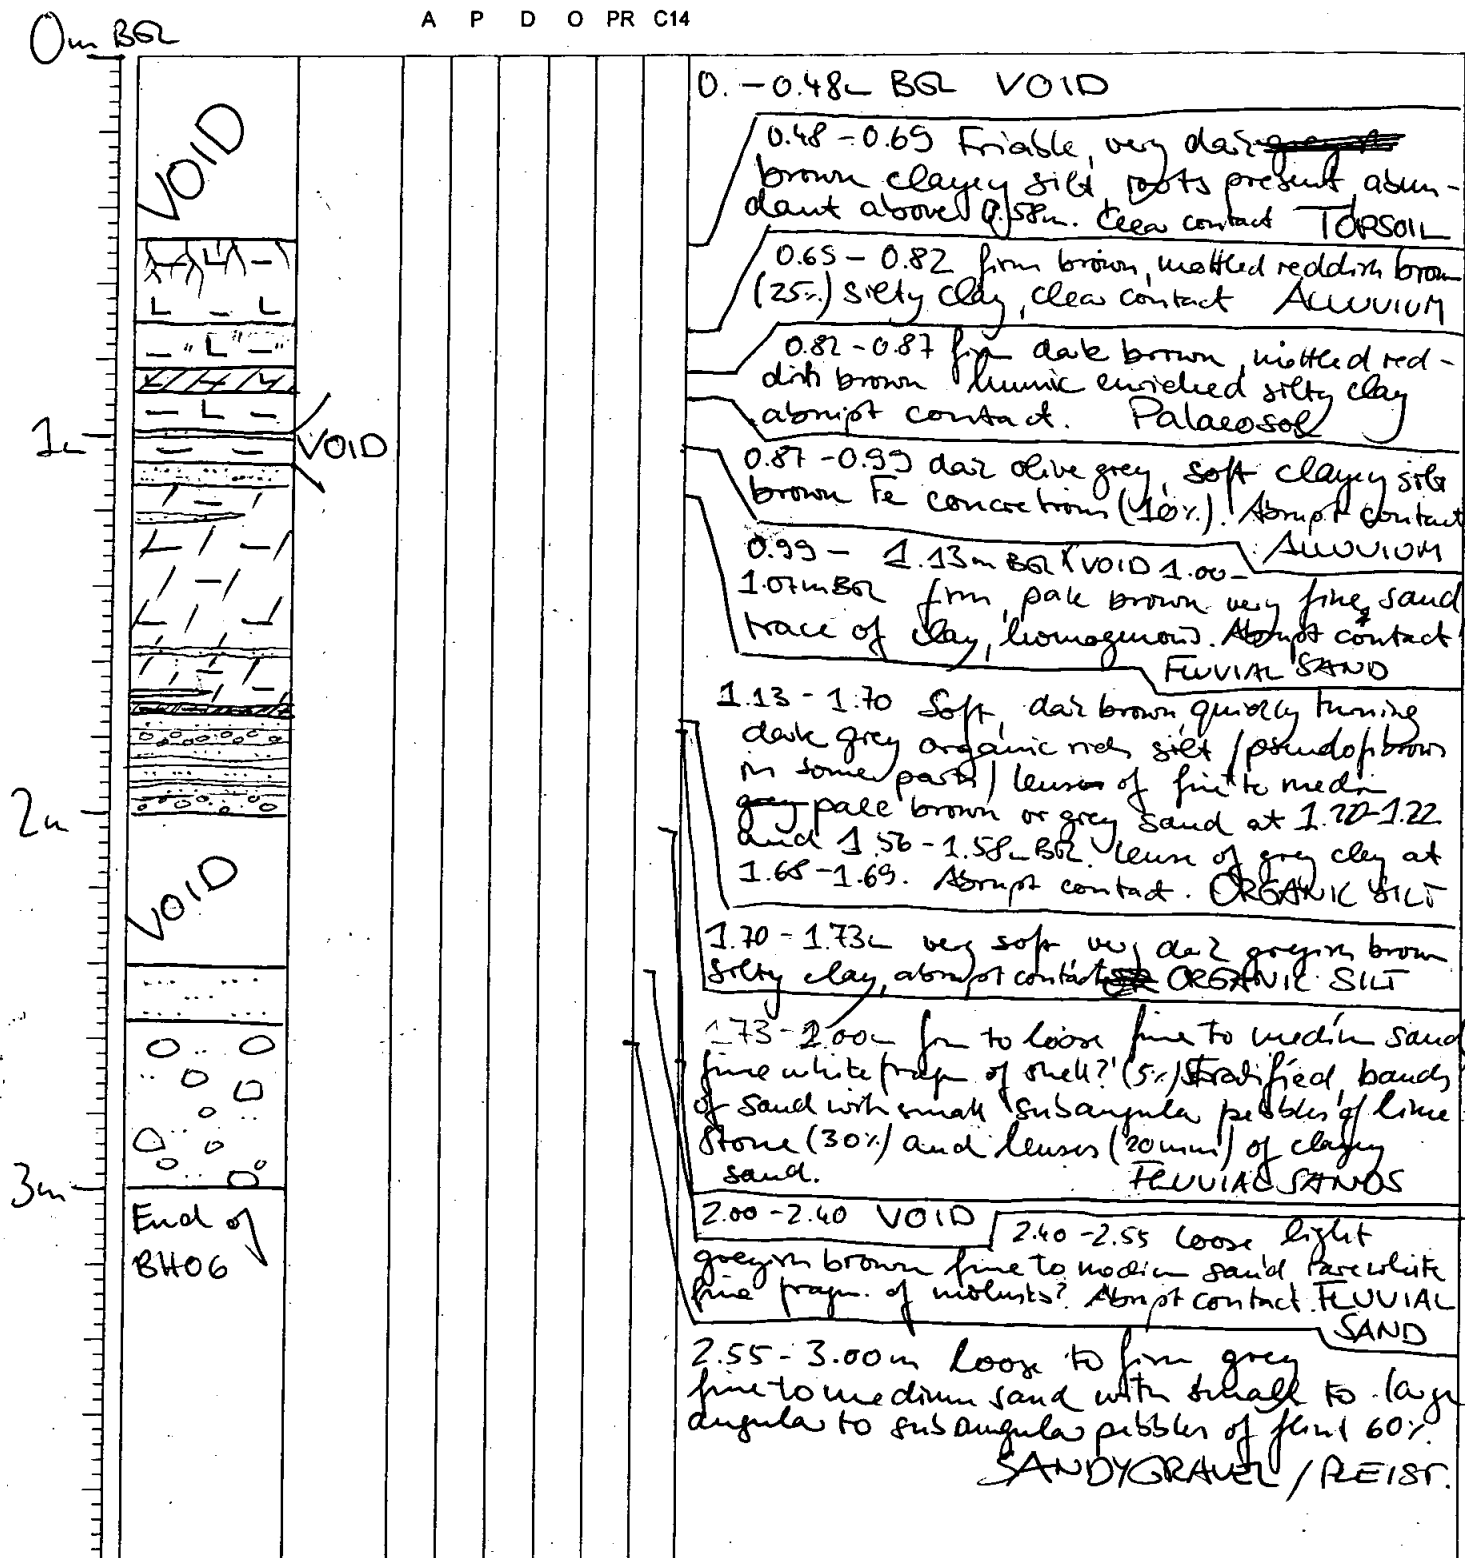 A P D O PR C14
0m BGL
VOID
1m
VOID
2m
VOID
3m
End of
BH06
0. - 0.48m BGL VOID
0.48 - 0.69 Friable, very dark
brown clayey silt, roots present, abun-
dant above 0.58m. Clear contact TOPSOIL
0.65 - 0.82 firm brown, mottled reddish brown
(25%) silty clay, clear contact ALLUVIUM
0.82 - 0.87 firm dark brown, mottled red-
dish brown humic enriched silty clay
abrupt contact. Palaeosol
0.87 - 0.99 dark olive grey, soft clayey silt
brown Fe concretions (10%). Abrupt contact
ALLUVIUM
0.99 - 1.13m BGL VOID 1.00-
1.07m BGL firm, pale brown very fine sand
trace of clay, homogenous. Abrupt contact
FLUVIAL SAND
1.13 - 1.70 Soft, dark brown, quickly turning
dark grey organic rich silt /pseudofibrous
in some parts/ lenses of fine to medium
pale brown or grey sand at 1.22-1.22
and 1.56 - 1.58m BGL. lense of grey clay at
1.68 - 1.69. Abrupt contact. ORGANIC SILT
1.70 - 1.73m very soft very dark greyish brown
silty clay, abrupt contact ORGANIC SILT
1.73 - 2.00m firm to loose fine to medium sand
fine white fragm of shell? (5%) Stratified, bands
of sand with small subangular pebbles of lime
stone (30%) and lenses (20mm) of clayey
sand. FLUVIAL SANDS
2.00 - 2.40 VOID 2.40 - 2.55 loose light
greyish brown fine to medium sand rare white
fine fragm. of molusks? Abrupt contact FLUVIAL
SAND
2.55 - 3.00m Loose to firm grey
fine to medium sand with small to large
angular to subangular pebbles of flint 60%.
SANDY GRAVEL / PLEIST.